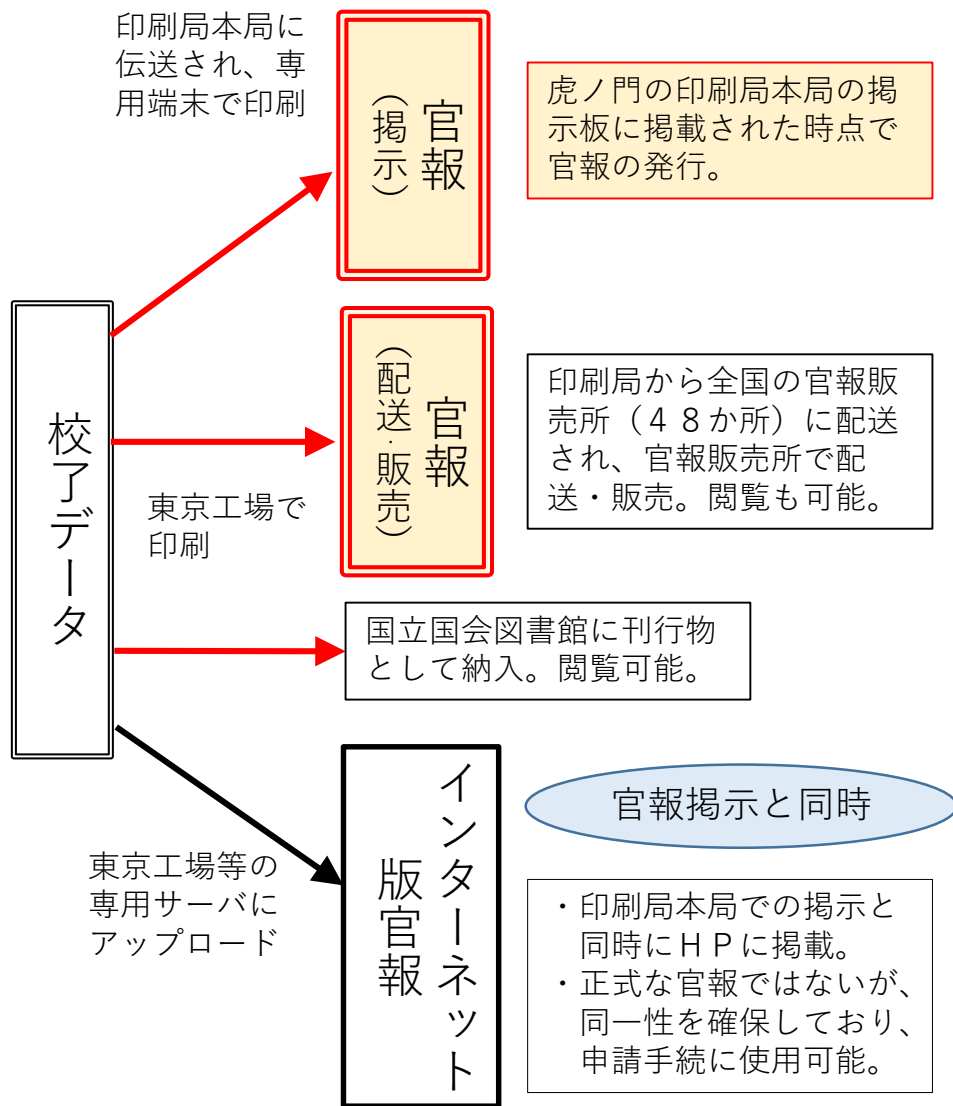 印刷局本局に
伝送され、専
用端末で印刷
官報
（掲示）
虎ノ門の印刷局本局の掲
示板に掲載された時点で
官報の発行。
校了データ
官報
（配送・販売）
印刷局から全国の官報販
売所（４８か所）に配送
され、官報販売所で配
送・販売。閲覧も可能。
東京工場で
印刷
国立国会図書館に刊行物
として納入。閲覧可能。
インターネット
版官報
官報掲示と同時
東京工場等の
専用サーバに
アップロード
・印刷局本局での掲示と
同時にＨＰに掲載。
・正式な官報ではないが、
同一性を確保しており、
申請手続に使用可能。